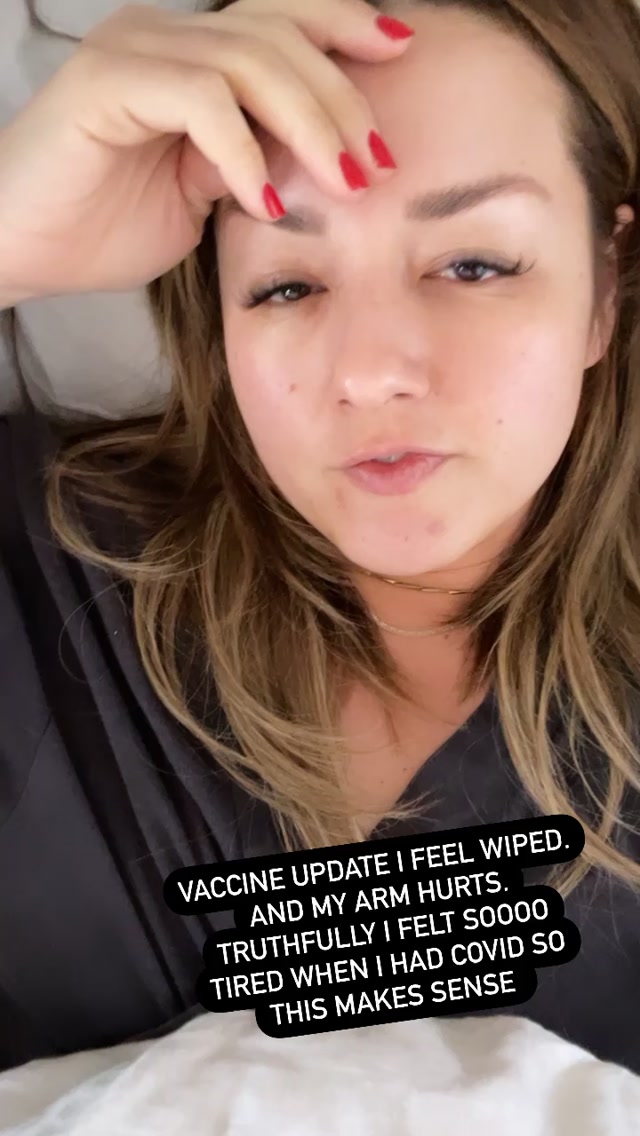 VACCINE UPDATE I FEEL WIPED.
AND MY ARM HURTS.
TRUTHFULLY I FELT SOOOO
TIRED WHEN I HAD COVID SO
THIS MAKES SENSE